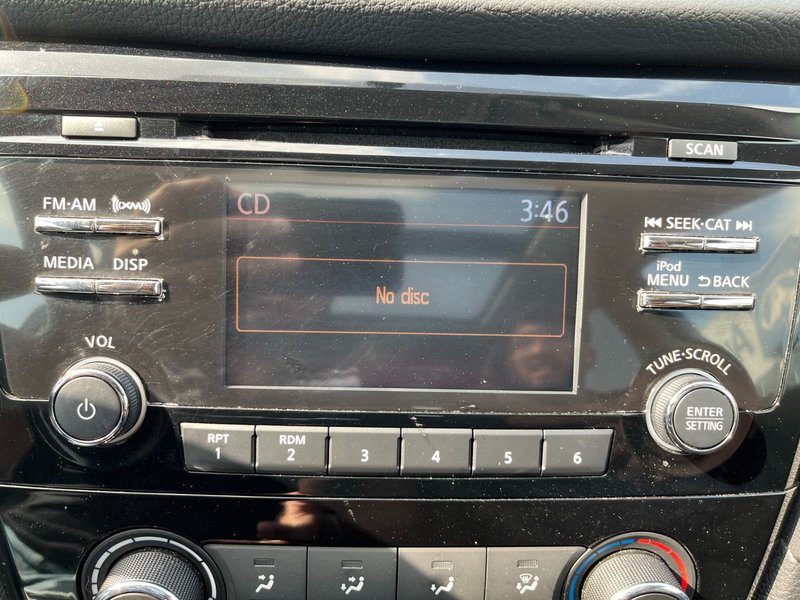 SCAN
FM·AM ((XM))
CD 3:46
SEEK·CAT
MEDIA DISP
iPod
MENU BACK
No disc
VOL
TUNE·SCROLL
ENTER
SETTING
RPT
1
RDM
2
3
4
5
6